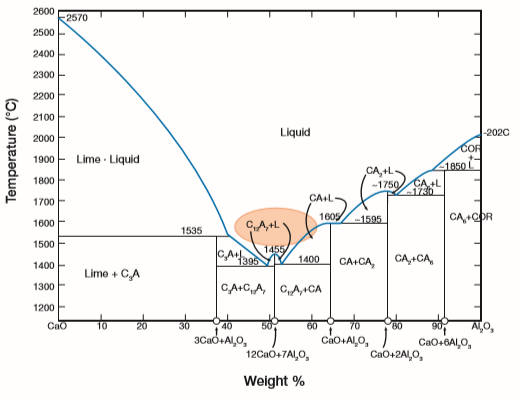 2600
2500
2400
2300
2200
2100
2000
1900
1800
1700
1600
1500
1400
1300
1200
Temperature (°C)
2570
Liquid
202C
Lime · Liquid
COR
+
L
~1850
CA₂+L
~1750
CA₆+L
~1730
CA+L
1605
~1595
CA₆+COR
C₁₂A₇+L
1535
1455
C₃A+L
1395
1400
CA+CA₂
CA₂+CA₆
Lime + C₃A
C₃A+C₁₂A₇
C₁₂A₇+CA
CaO 10 20 30 40 50 60 70 80 90 Al₂O₃
3CaO+Al₂O₃
CaO+Al₂O₃
CaO+6Al₂O₃
12CaO+7Al₂O₃
CaO+2Al₂O₃
Weight %